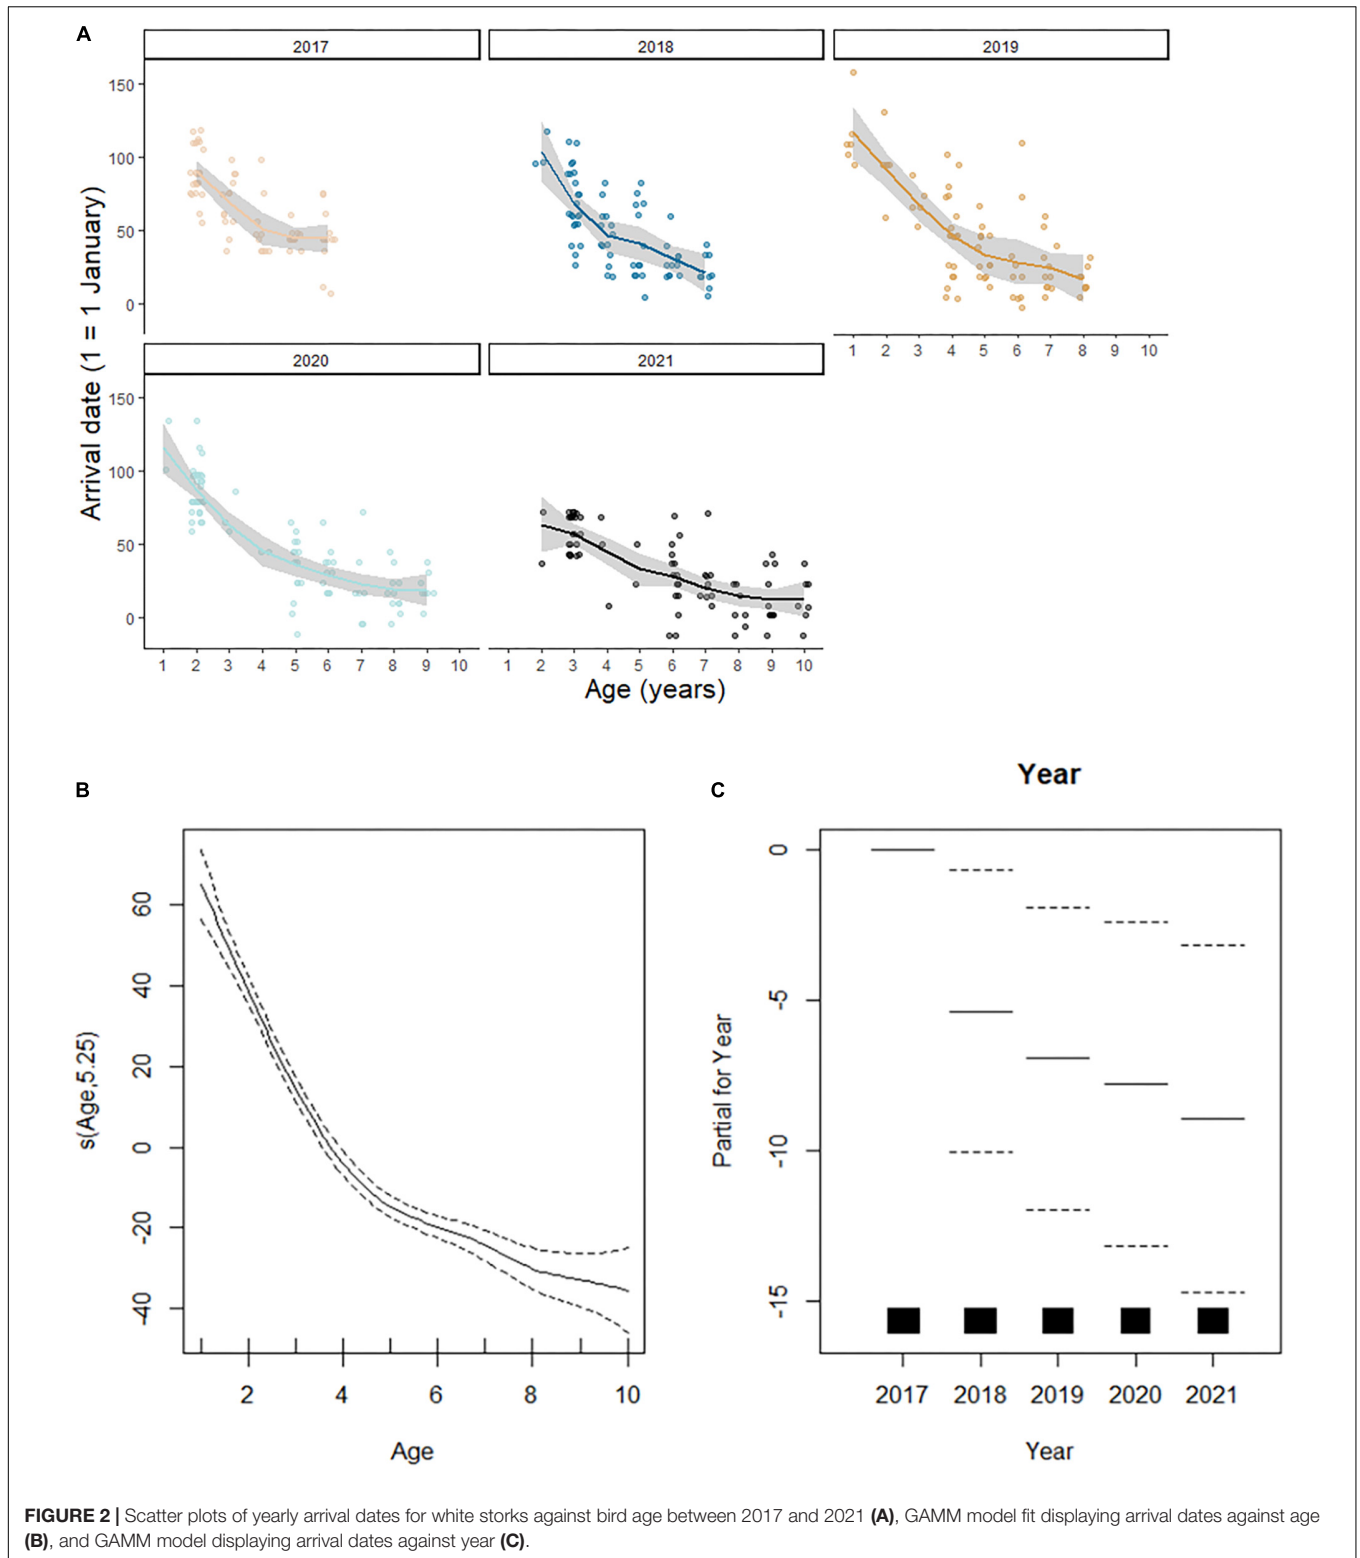 A
2017
2018
2019
150
100
50
0
1 2 3 4 5 6 7 8 9 10
Arrival date (1 = 1 January)
2020
2021
150
100
50
0
1 2 3 4 5 6 7 8 9 10
1 2 3 4 5 6 7 8 9 10
Age (years)
B
s(Age,5.25)
60
40
20
0
-20
-40
2 4 6 8 10
Age
C
Year
Partial for Year
0
-5
-10
-15
2017 2018 2019 2020 2021
Year
FIGURE 2 | Scatter plots of yearly arrival dates for white storks against bird age between 2017 and 2021 (A), GAMM model fit displaying arrival dates against age
(B), and GAMM model displaying arrival dates against year (C).